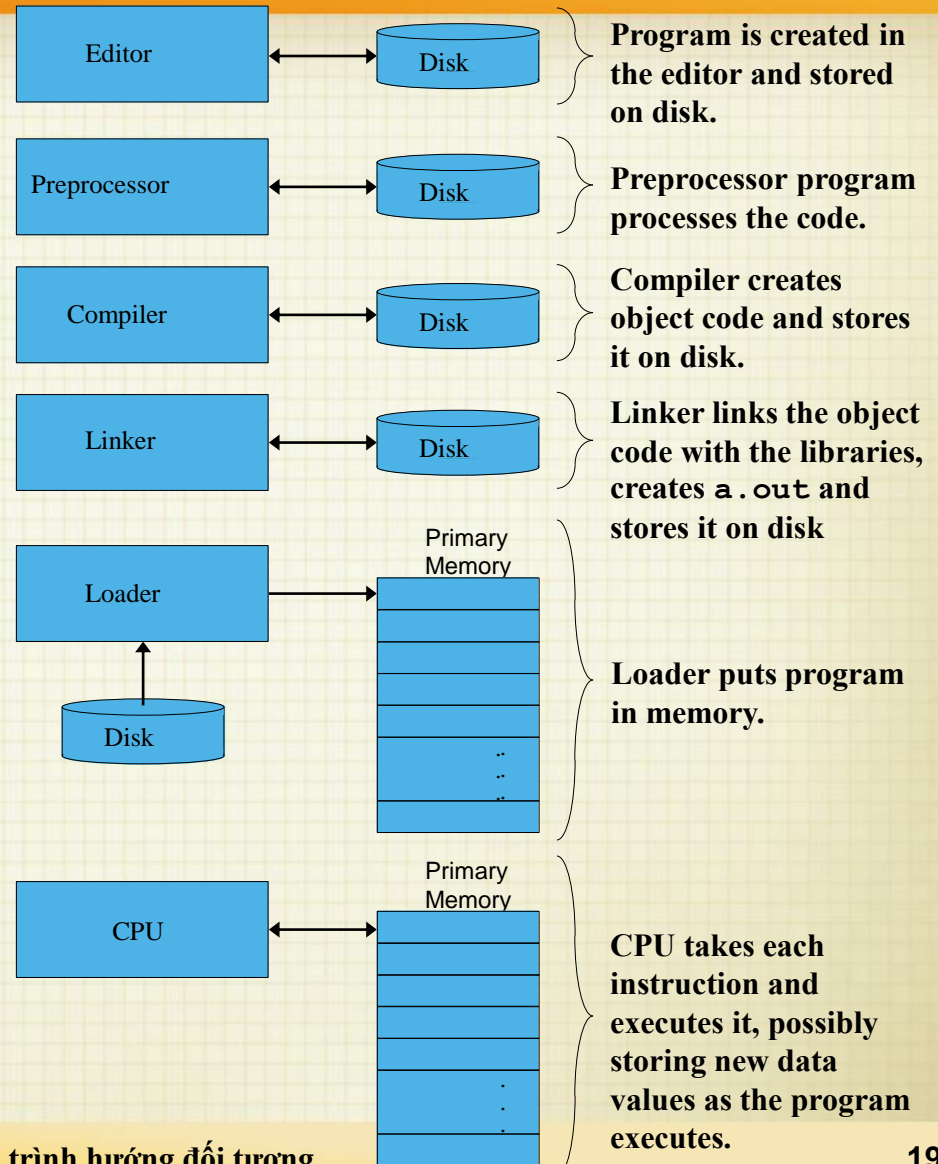 Editor
Disk
Program is created in
the editor and stored
on disk.
Preprocessor
Disk
Preprocessor program
processes the code.
Compiler
Disk
Compiler creates
object code and stores
it on disk.
Linker
Disk
Linker links the object
code with the libraries,
creates a.out and
stores it on disk
Primary
Memory
Loader
Disk
Loader puts program
in memory.
Primary
Memory
CPU
CPU takes each
instruction and
executes it, possibly
storing new data
values as the program
executes.
trình hướng đối tượng
19